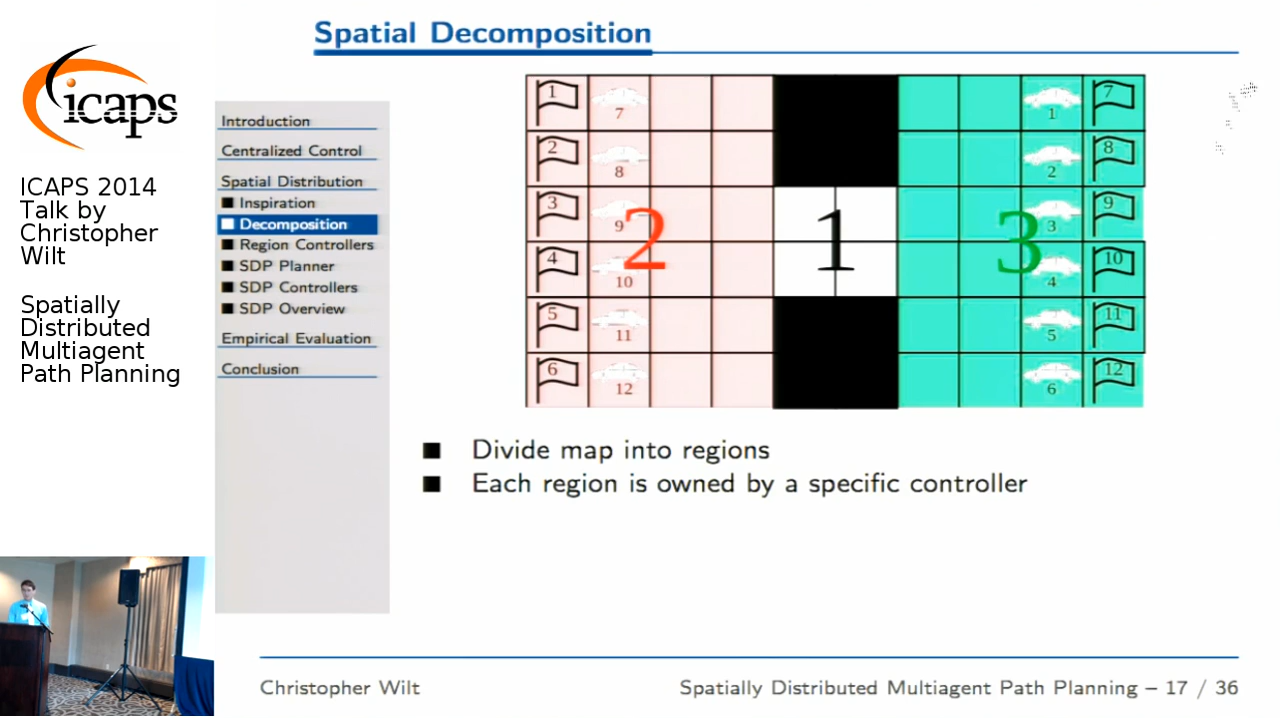 icaps
ICAPS 2014
Talk by
Christopher
Wilt
Spatially
Distributed
Multiagent
Path Planning
Spatial Decomposition
Introduction
Centralized Control
Spatial Distribution
Inspiration
Decomposition
Region Controllers
SDP Planner
SDP Controllers
SDP Overview
Empirical Evaluation
Conclusion
1 7 1 7
2 8 2 8
3 9 3 9
4 10 4 10
5 11 5 11
6 12 6 12
2 1 3
Divide map into regions
Each region is owned by a specific controller
Christopher Wilt
Spatially Distributed Multiagent Path Planning – 17 / 36